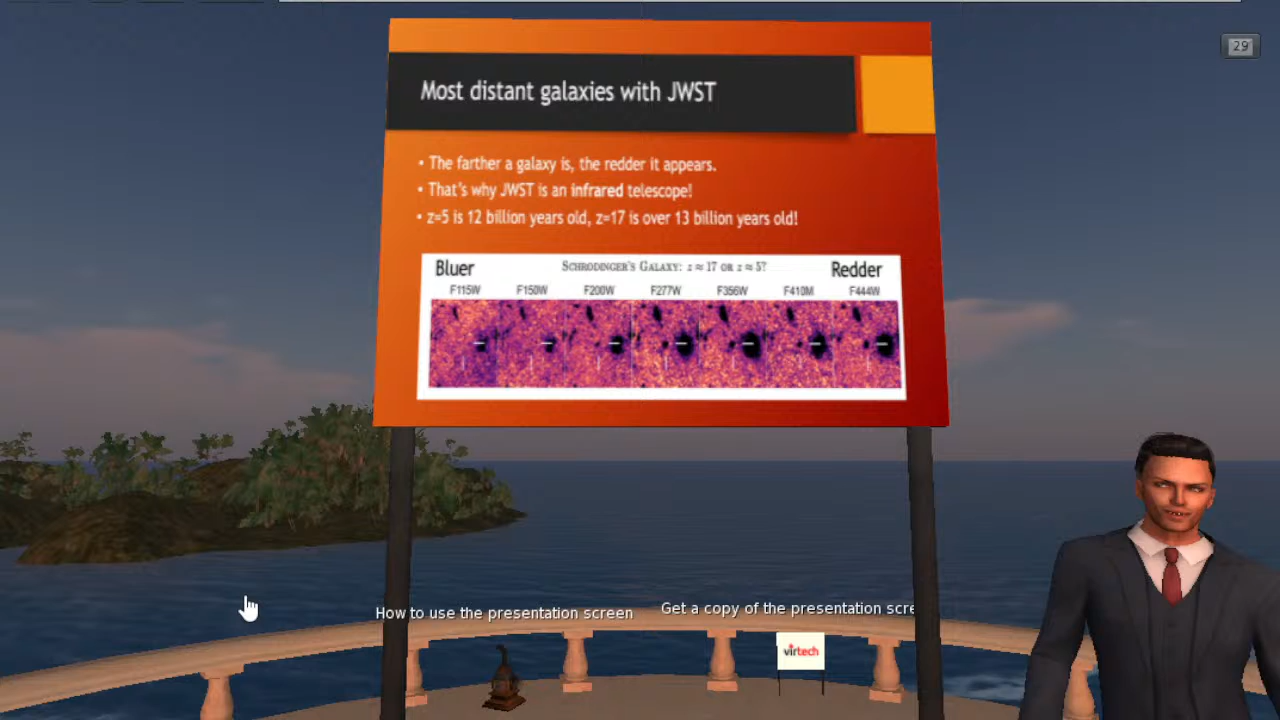 29
Most distant galaxies with JWST
• The farther a galaxy is, the redder it appears.
• That's why JWST is an infrared telescope!
• z=5 is 12 billion years old, z=17 is over 13 billion years old!
Bluer SCHRODINGER'S GALAXY: z ≈ 17 OR z ≈ 5? Redder
F115W F150W F200W F277W F356W F410M F444W
How to use the presentation screen
Get a copy of the presentation scre
virtech